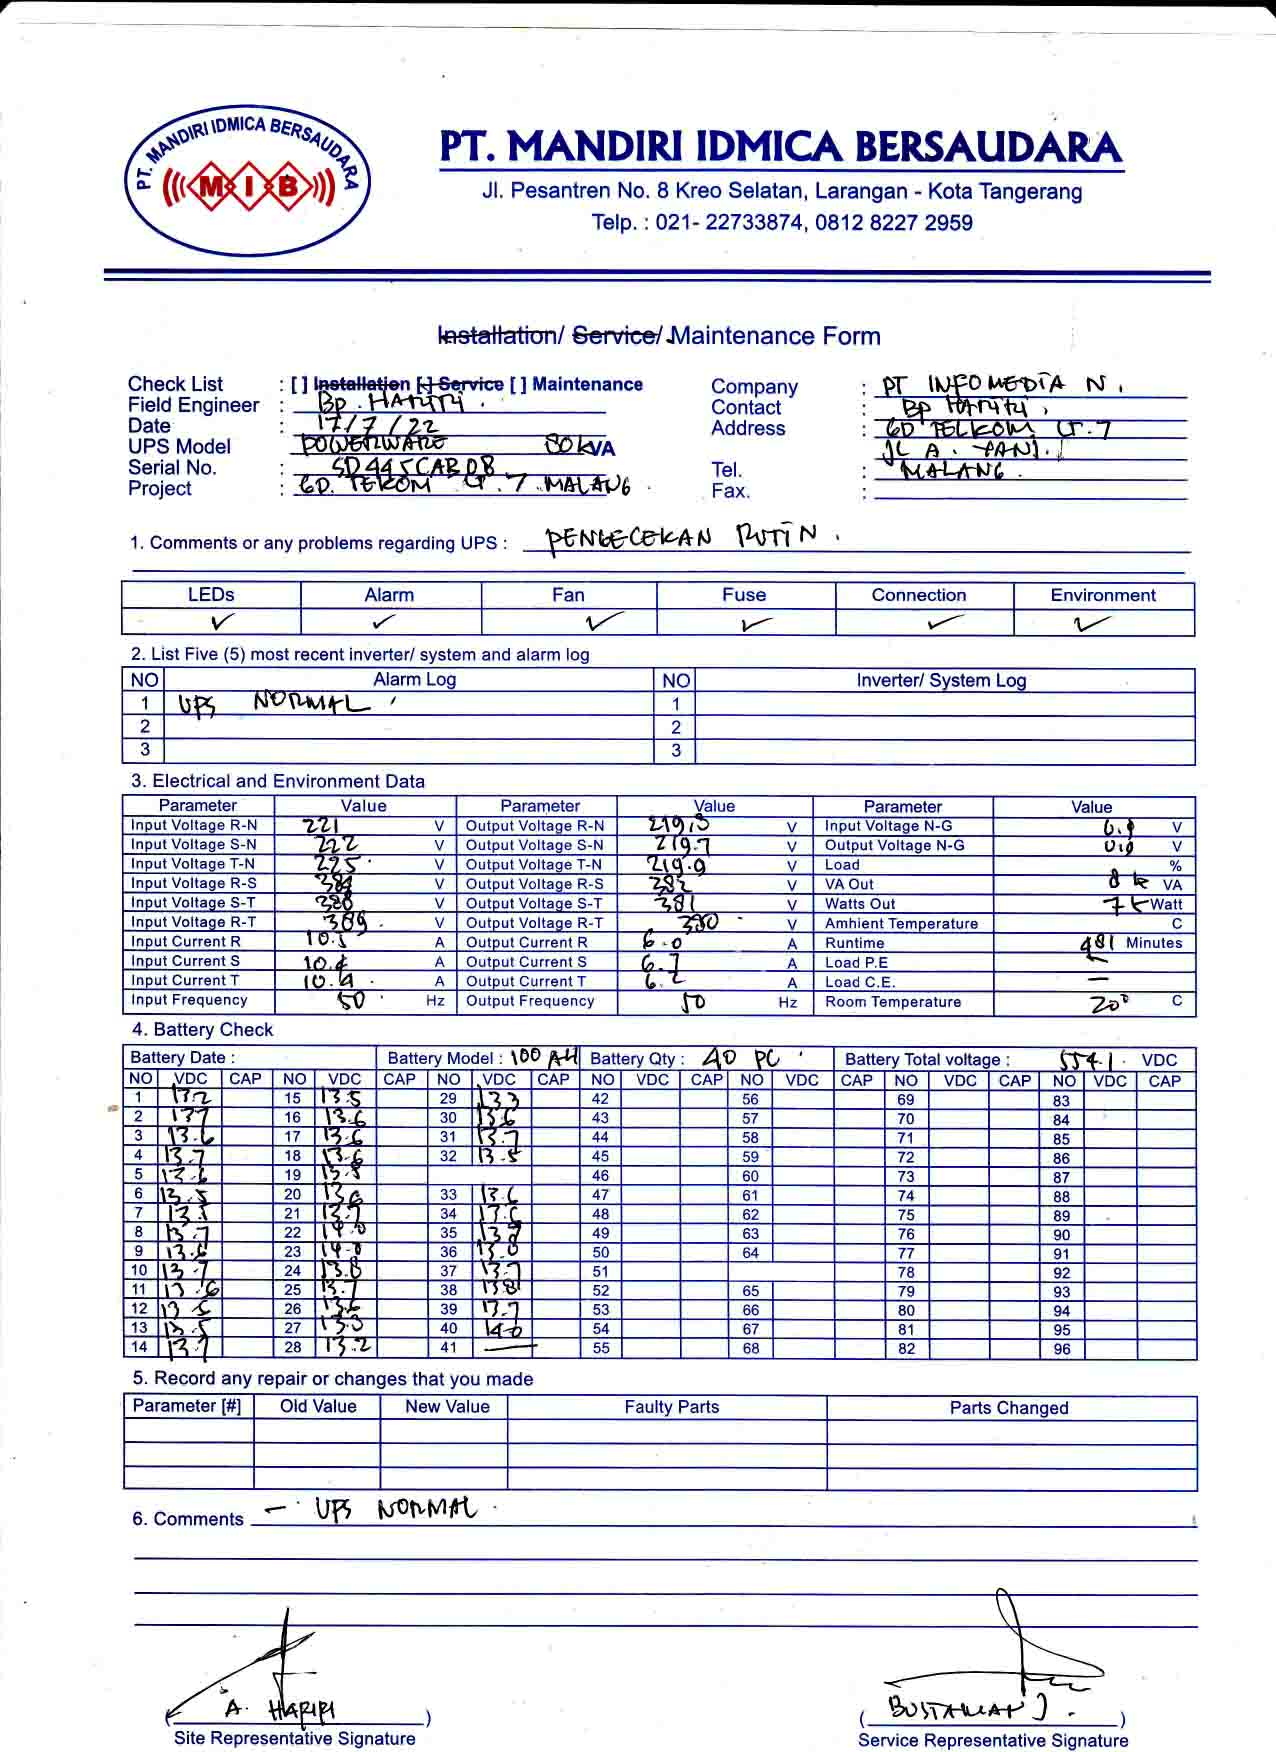 PT. MANDIRI IDMICA BERSAUDARA
MIB
PT. MANDIRI IDMICA BERSAUDARA
Jl. Pesantren No. 8 Kreo Selatan, Larangan - Kota Tangerang
Telp. : 021- 22733874, 0812 8227 2959
Installation/ Service/ Maintenance Form
Check List : [ ] Installation [-] Service [ ] Maintenance
Field Engineer : BP. HARIRI.
Date : 17/7/22
UPS Model POWERWARE 80 kVA
Serial No. : SD445CAB08
Project : GD. TELKOM LT. 7 MALANG.
Company : PT INFOMEDIA N.
Contact : BP HARIRI.
Address : GD TELKOM LT. 7
JL A. YANI.
Tel. : MALANG.
Fax. :
1. Comments or any problems regarding UPS : PENGECEKAN RUTIN.
LEDs Alarm Fan Fuse Connection Environment
✓ ✓ ✓ ✓ ✓ ✓
2. List Five (5) most recent inverter/ system and alarm log
NO Alarm Log NO Inverter/ System Log
1 UPS NORMAL 1
2 2
3 3
3. Electrical and Environment Data
Parameter Value Parameter Value Parameter Value
Input Voltage R-N 221 V Output Voltage R-N 219,3 V Input Voltage N-G V
Input Voltage S-N 222 V Output Voltage S-N 219.7 V Output Voltage N-G V
Input Voltage T-N 225 V Output Voltage T-N 219.9 V Load %
Input Voltage R-S V Output Voltage R-S 382 V VA Out 8 k VA
Input Voltage S-T V Output Voltage S-T 381 V Watts Out Watt
Input Voltage R-T V Output Voltage R-T 380 V Amhient Temperature C
Input Current R 10.5 A Output Current R 6.0 A Runtime 481 Minutes
Input Current S 10.4 A Output Current S 6.7 A Load P.E –
Input Current T 10.4 A Output Current T 6.2 A Load C.E. –
Input Frequency 50 Hz Output Frequency 50 Hz Room Temperature 20° C
4. Battery Check
Battery Date : Battery Model : 100 AH Battery Qty : 40 PC Battery Total voltage : 554.1 VDC
NO VDC CAP NO VDC CAP NO VDC CAP NO VDC CAP NO VDC CAP NO VDC CAP NO VDC CAP
1 13.2 15 13.5 29 13.3 42 56 69 83
2 137 16 13.6 30 13.6 43 57 70 84
3 13.6 17 13.6 31 13.7 44 58 71 85
4 13.7 18 13.6 32 13.5 45 59 72 86
5 13.6 19 13.5 46 60 73 87
6 13.5 20 33 13.6 47 61 74 88
7 13.5 21 13.7 34 13.6 48 62 75 89
8 13.7 22 14.0 35 49 63 76 90
9 13.6 23 14.0 36 13.8 50 64 77 91
10 13.7 24 13.8 37 13.7 51 78 92
11 13.6 25 13.7 38 13.8 52 65 79 93
12 13.5 26 13.6 39 13.7 53 66 80 94
13 13.5 27 13.3 40 14.0 54 67 81 95
14 13.7 28 13.2 41 — 55 68 82 96
5. Record any repair or changes that you made
Parameter [#] Old Value New Value Faulty Parts Parts Changed
6. Comments – UPS NORMAL.
(A. HARIRI)
Site Representative Signature
(BUSTAMAN J.)
Service Representative Signature